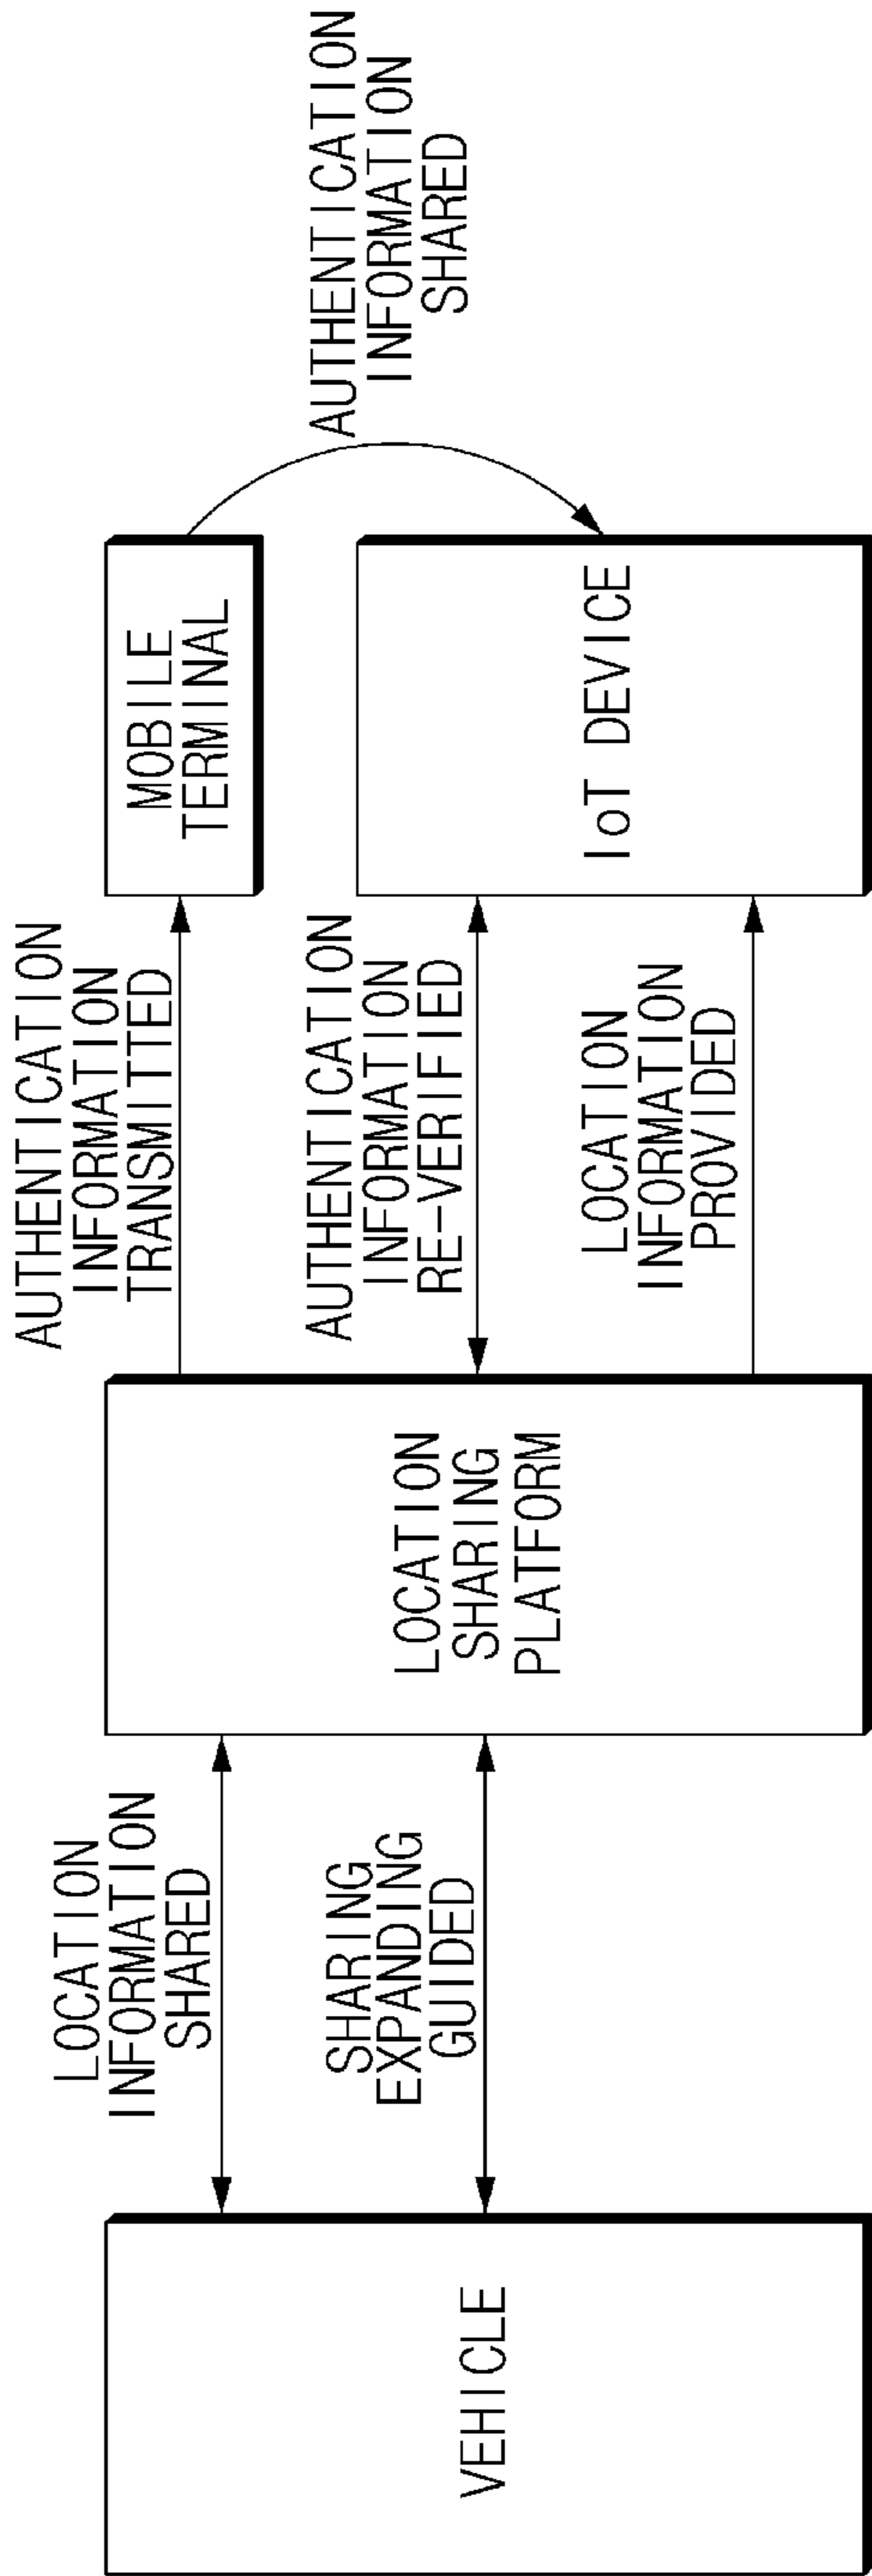 VEHICLE
LOCATION
INFORMATION
SHARED
SHARING
EXPANDING
GUIDED
LOCATION
SHARING
PLATFORM
AUTHENTICATION
INFORMATION
TRANSMITTED
AUTHENTICATION
INFORMATION
RE-VERIFIED
LOCATION
INFORMATION
PROVIDED
MOBILE
TERMINAL
IoT DEVICE
AUTHENTICATION
INFORMATION
SHARED